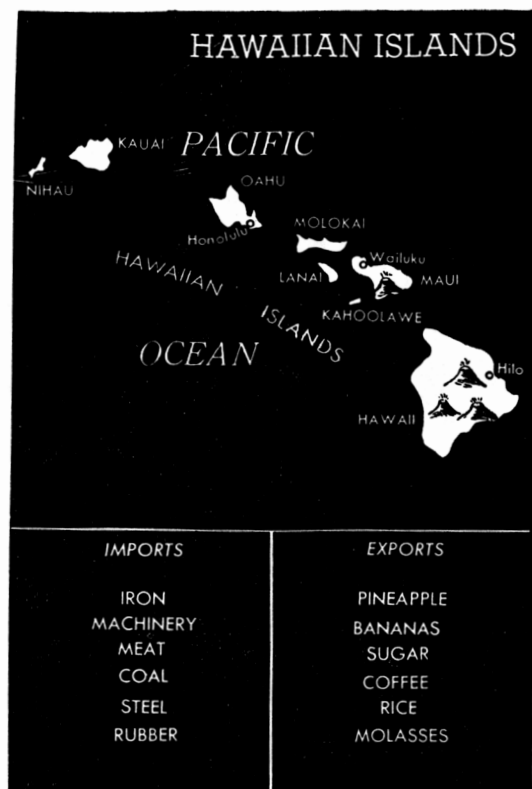 HAWAIIAN ISLANDS
KAUAI
PACIFIC
NIHAU
OAHU
Honolulu
MOLOKAI
HAWAIIAN
Wailuku
LANAI
MAUI
KAHOOLAWE
ISLANDS
OCEAN
Hilo
HAWAII
IMPORTS
IRON
MACHINERY
MEAT
COAL
STEEL
RUBBER
EXPORTS
PINEAPPLE
BANANAS
SUGAR
COFFEE
RICE
MOLASSES